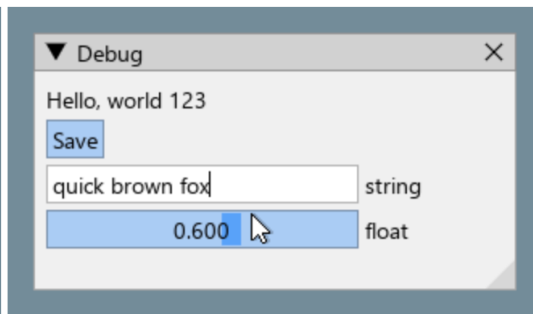 Debug
Hello, world 123
Save
quick brown fox string
0.600 float